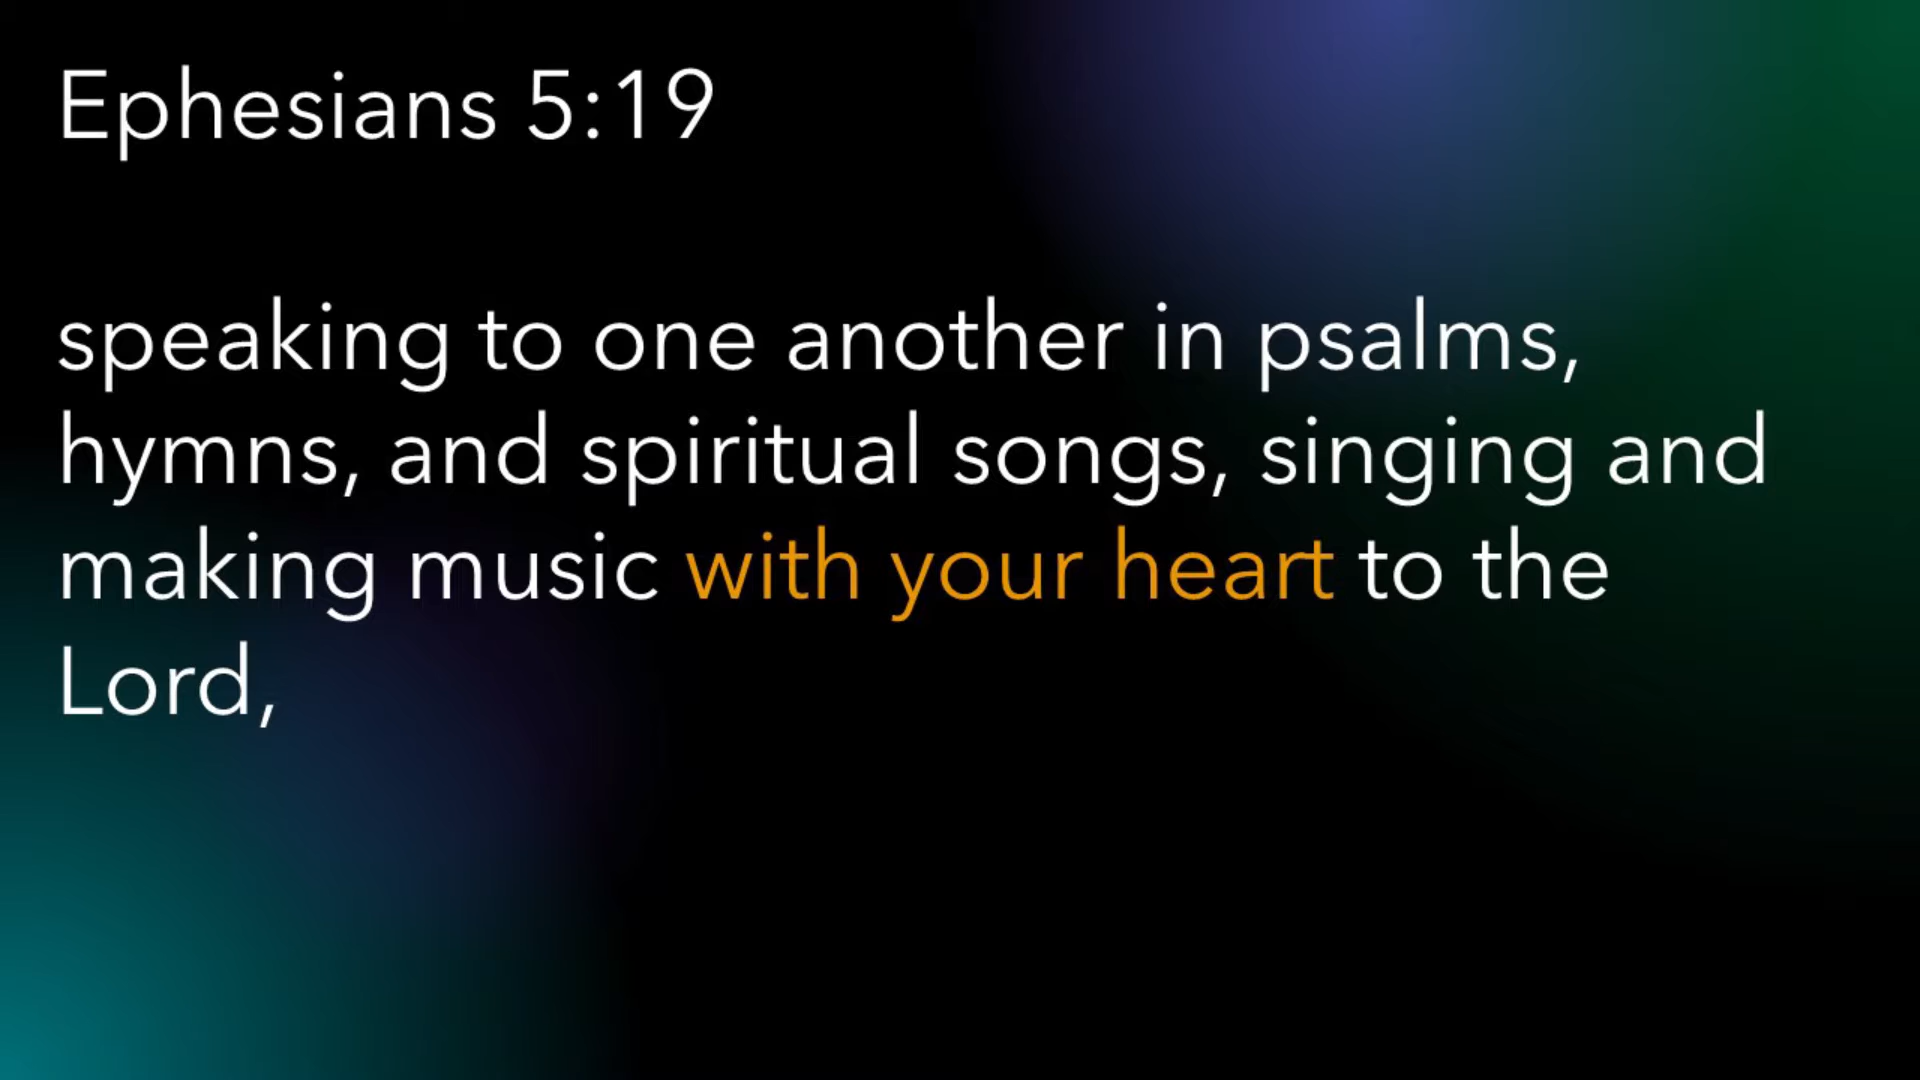 Ephesians 5:19
speaking to one another in psalms,
hymns, and spiritual songs, singing and
making music with your heart to the
Lord,